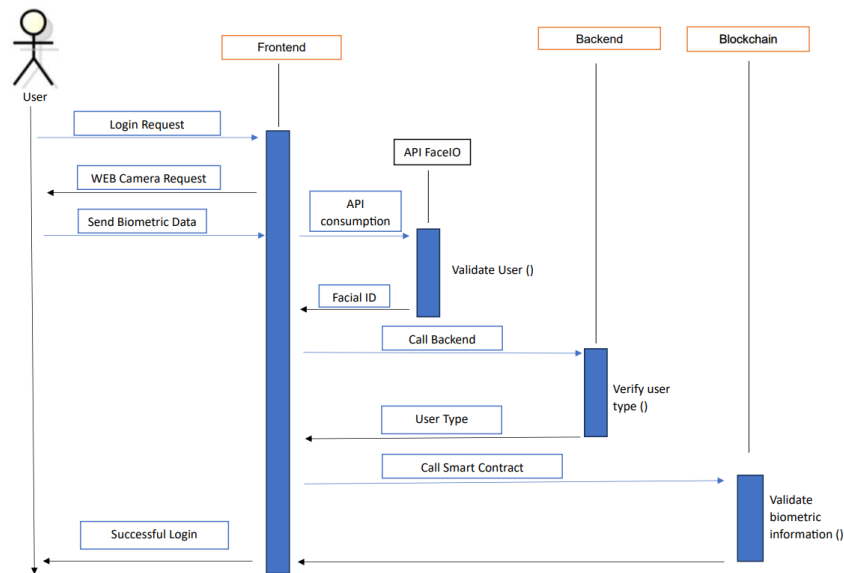 Frontend
Backend
Blockchain
User
Login Request
API FaceIO
WEB Camera Request
API
consumption
Send Biometric Data
Validate User ()
Facial ID
Call Backend
Verify user
type ()
User Type
Call Smart Contract
Validate
biometric
information ()
Successful Login